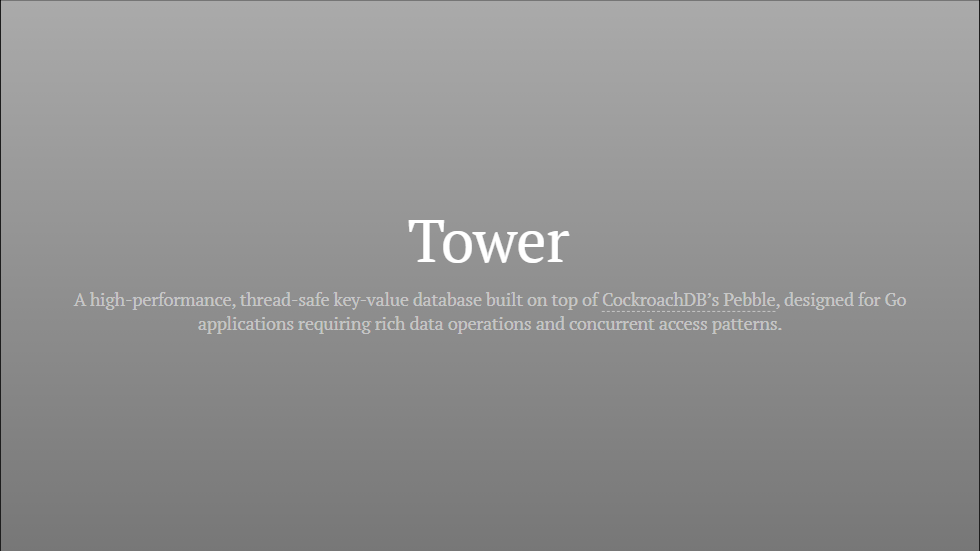 Tower
A high-performance, thread-safe key-value database built on top of CockroachDB’s Pebble, designed for Go
applications requiring rich data operations and concurrent access patterns.